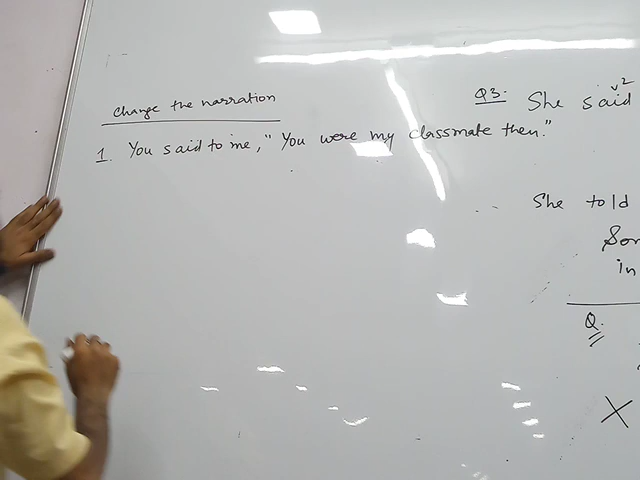 change the narration
1. You said to me, "You were my classmate then."
Q3. She said
v2
She told
in
Q.
X